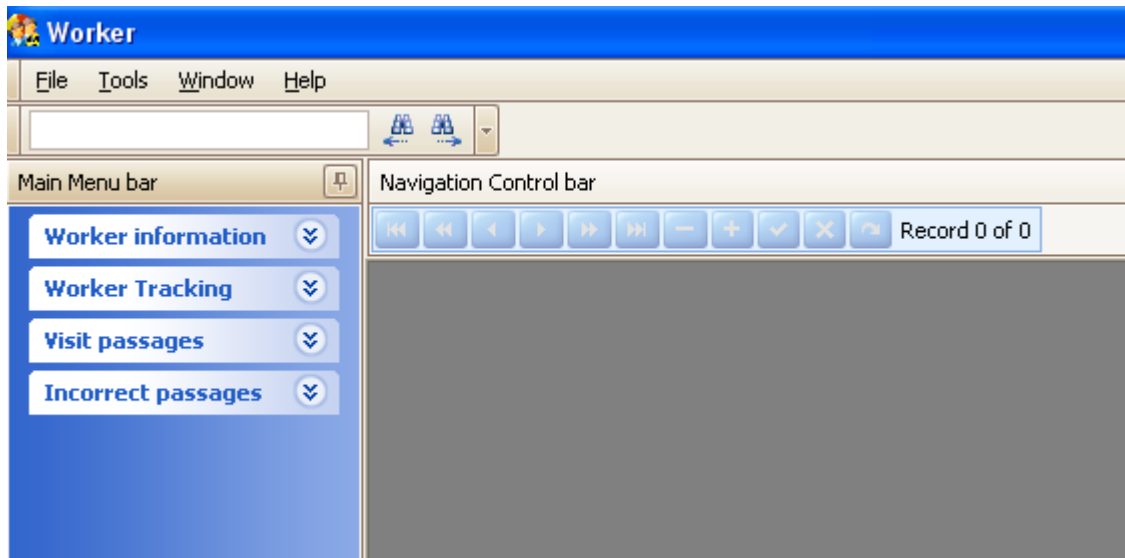 Worker
File Tools Window Help
Main Menu bar
Navigation Control bar
Record 0 of 0
Worker information
Worker Tracking
Visit passages
Incorrect passages